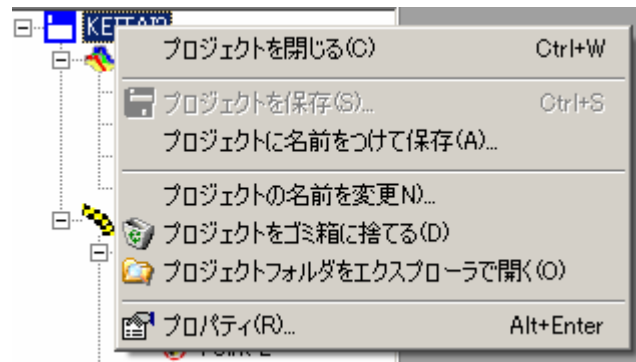 プロジェクトを閉じる(C) Ctrl+W
プロジェクトを保存(S)... Ctrl+S
プロジェクトに名前をつけて保存(A)...
プロジェクトの名前を変更N)...
プロジェクトをゴミ箱に捨てる(D)
プロジェクトフォルダをエクスプローラで開く(O)
プロパティ(R)... Alt+Enter